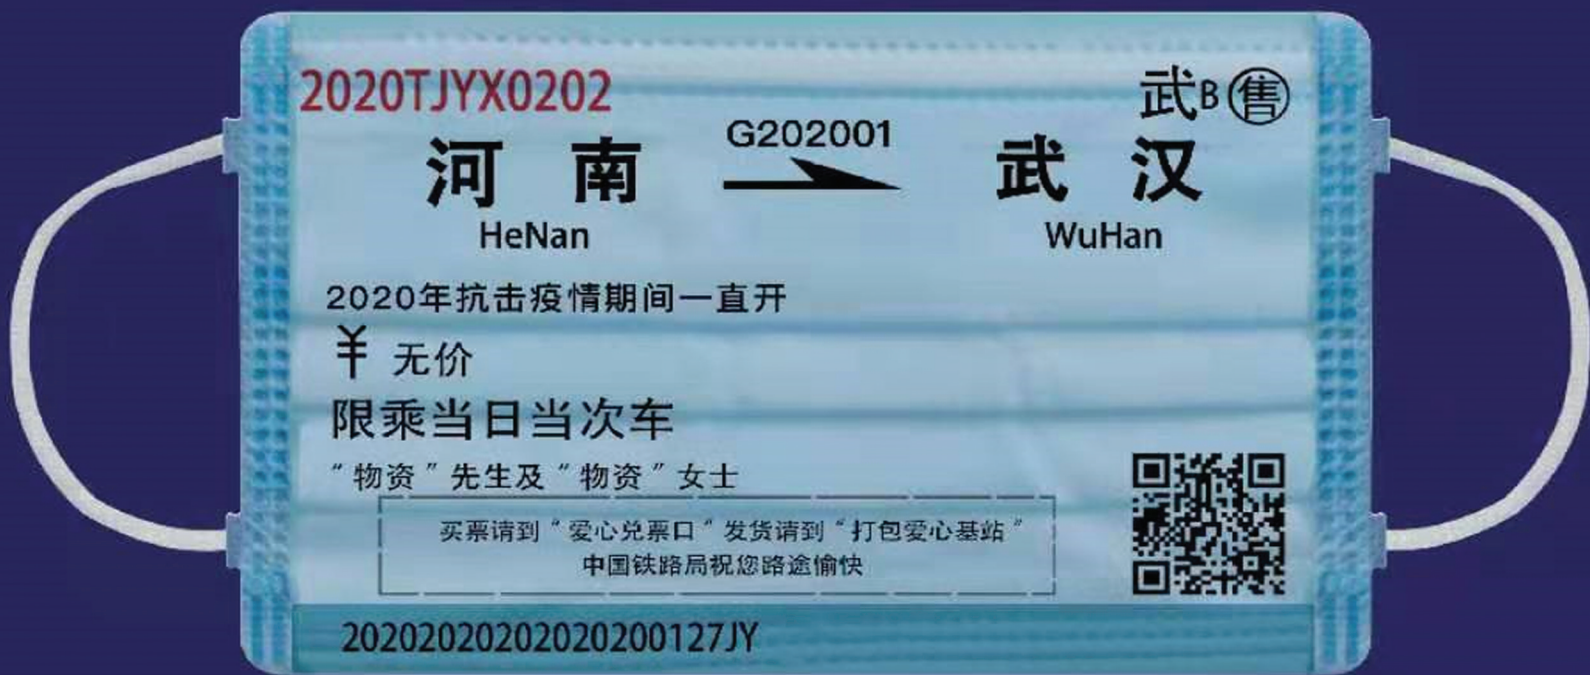 2020TJYX0202
武B售
G202001
河南
武汉
HeNan
WuHan
2020年抗击疫情期间一直开
¥ 无价
限乘当日当次车
“物资”先生及“物资”女士
买票请到“爱心兑票口”发货请到“打包爱心基站”
中国铁路局祝您路途愉快
20202020202020200127JY